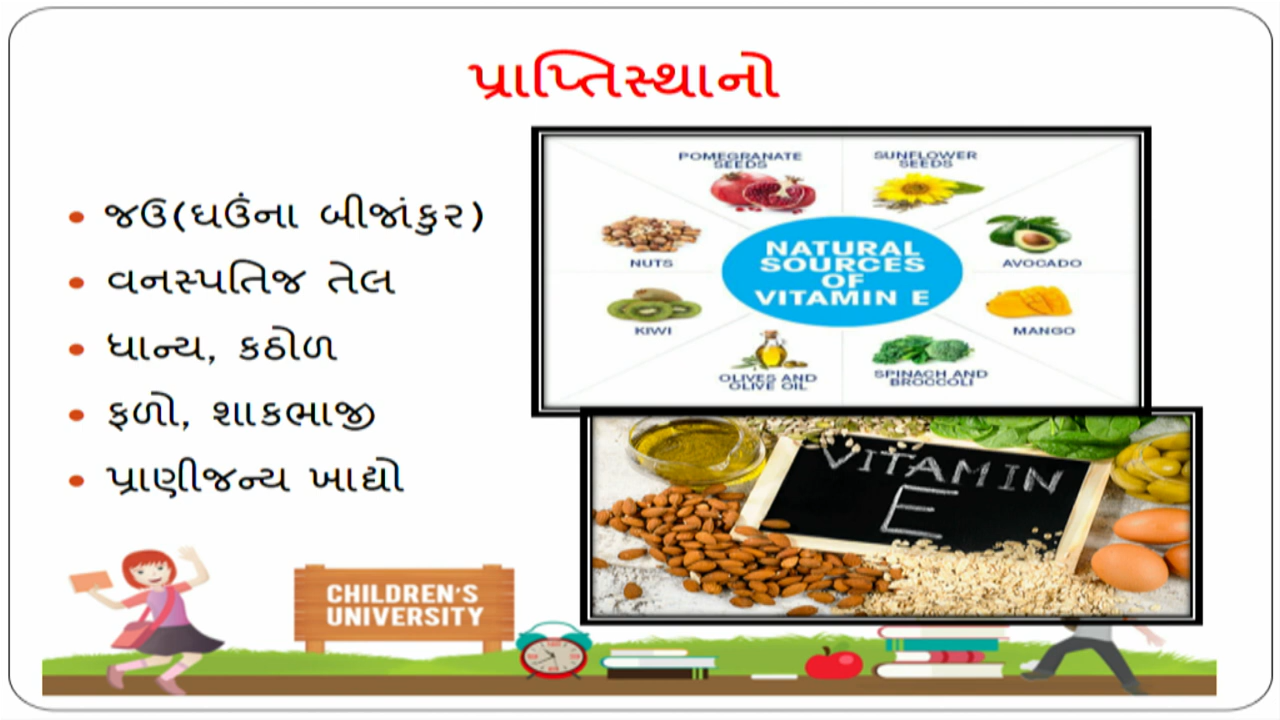 પ્રાપ્તિસ્થાનો
જઉ(ઘઉંના બીજાંકુર)
વનસ્પતિજ તેલ
ધાન્ય, કઠોળ
ફળો, શાકભાજી
પ્રાણીજન્ય ખાદ્યો
POMEGRANATE
SEEDS
SUNFLOWER
SEEDS
NUTS
AVOCADO
NATURAL
SOURCES
OF
VITAMIN E
KIWI
MANGO
OLIVES AND
OLIVE OIL
SPINACH AND
BROCCOLI
VITAMIN
E
CHILDREN'S
UNIVERSITY